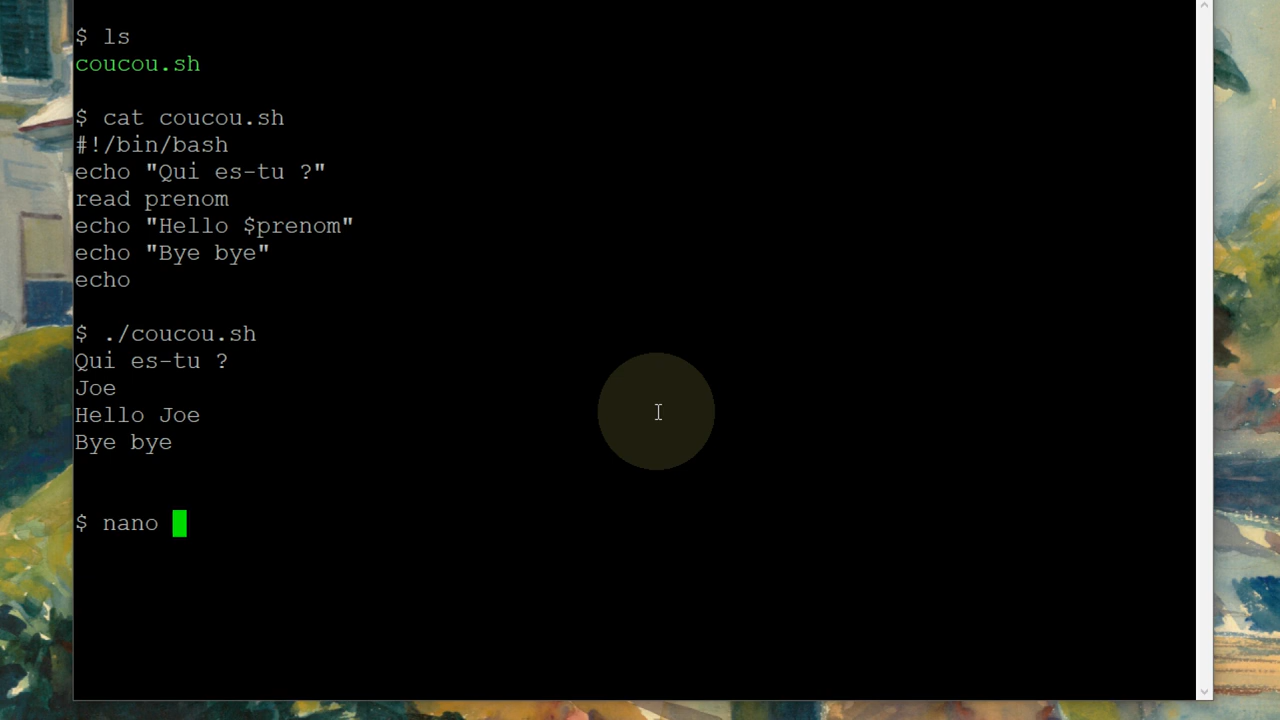 $ ls
coucou.sh
$ cat coucou.sh
#!/bin/bash
echo "Qui es-tu ?"
read prenom
echo "Hello $prenom"
echo "Bye bye"
echo
$ ./coucou.sh
Qui es-tu ?
Joe
Hello Joe
Bye bye
$ nano